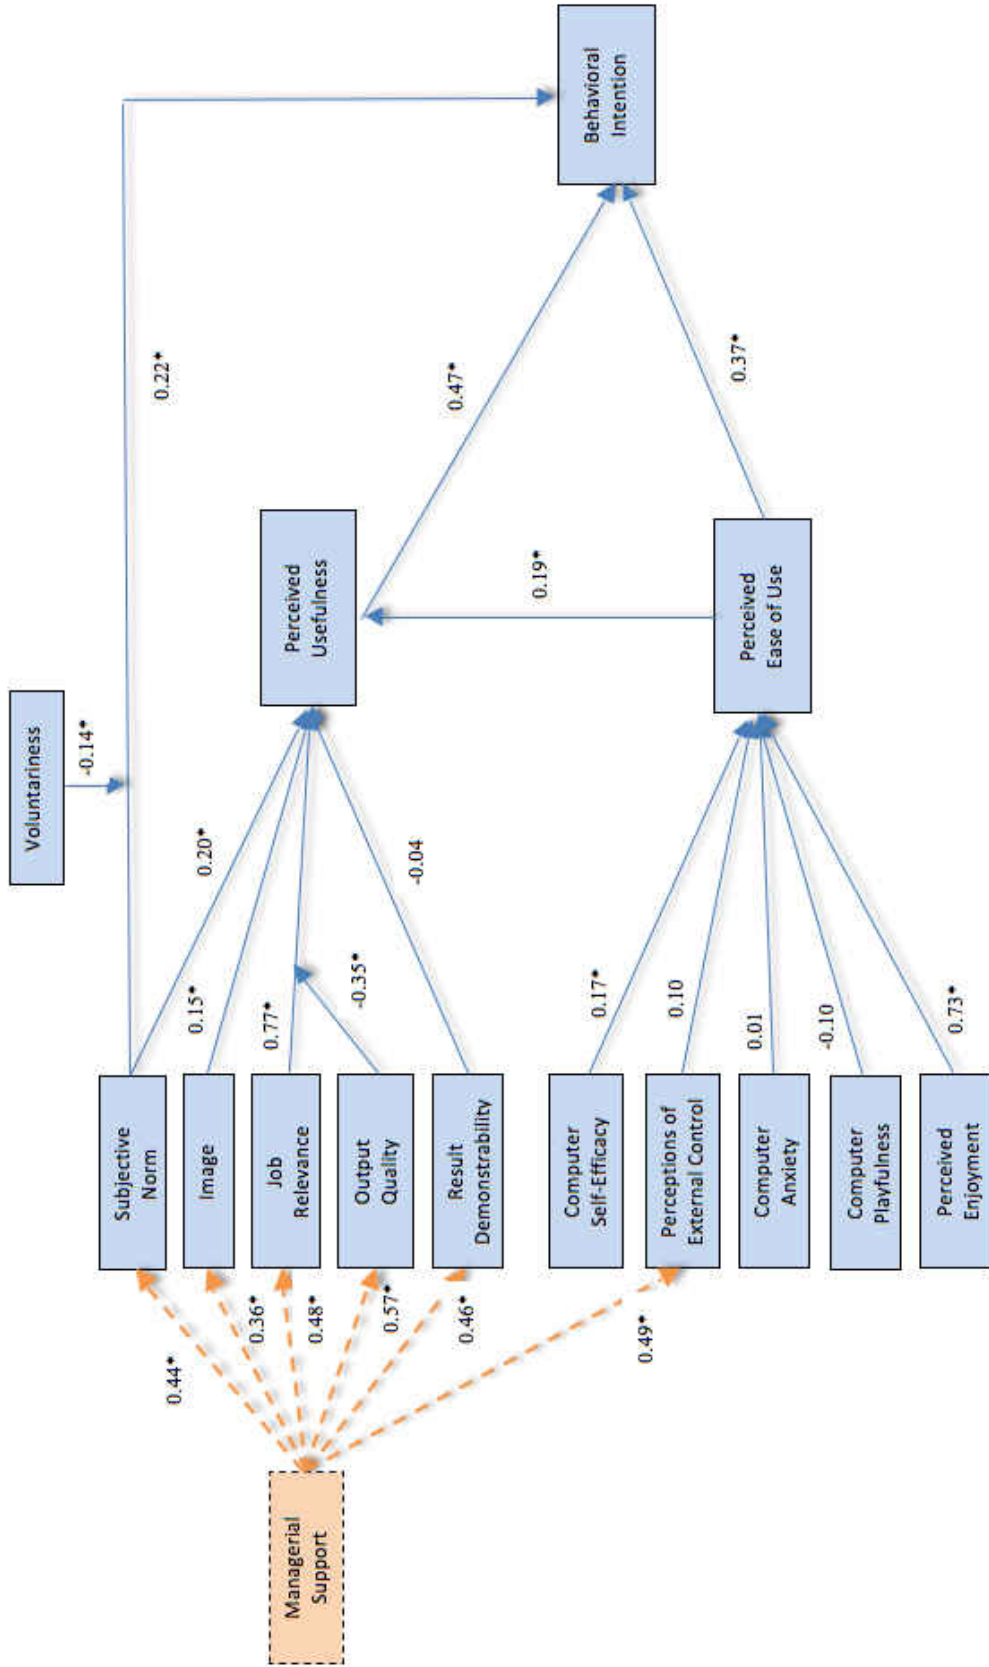 Managerial
Support
0.44*
0.36*
0.48*
0.57*
0.46*
0.49*
Subjective
Norm
Image
Job
Relevance
Output
Quality
Result
Demonstrability
Computer
Self-Efficacy
Perceptions of
External Control
Computer
Anxiety
Computer
Playfulness
Perceived
Enjoyment
0.20*
0.15*
0.77*
-0.35*
-0.04
0.17*
0.10
0.01
-0.10
0.73*
Voluntariness
-0.14*
Perceived
Usefulness
0.19*
Perceived
Ease of Use
0.22*
0.47*
0.37*
Behavioral
Intention